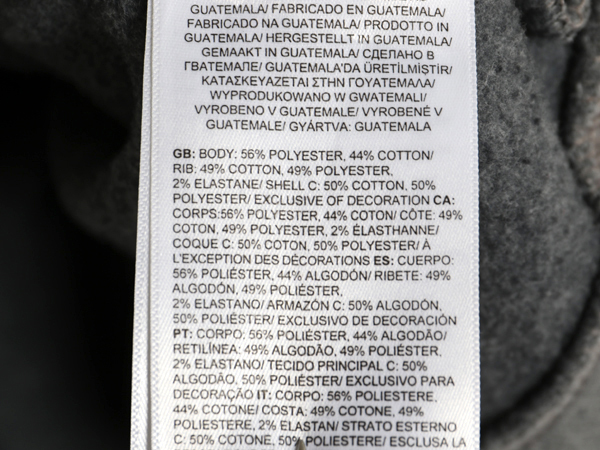 GUATEMALA/ FABRICADO EN GUATEMALA/
FABRICADO NA GUATEMALA/ PRODOTTO IN
GUATEMALA/ HERGESTELLT IN GUATEMALA/
GEMAAKT IN GUATEMALA/ СДЕЛАНО В
ГВАТЕМАЛЕ/ GUATEMALA'DA ÜRETİLMİŞTİR/
ΚΑΤΑΣΚΕΥΑΖΕΤΑΙ ΣΤΗΝ ΓΟΥΑΤΕΜΑΛΑ/
WYPRODUKOWANO W GWATEMALI/
VYROBENO V GUATEMALE/ VYROBENÉ V
GUATEMALE/ GYÁRTVA: GUATEMALA
GB: BODY: 56% POLYESTER, 44% COTTON/
RIB: 49% COTTON, 49% POLYESTER,
2% ELASTANE/ SHELL C: 50% COTTON, 50%
POLYESTER/ EXCLUSIVE OF DECORATION CA:
CORPS:56% POLYESTER, 44% COTON/ CÔTE: 49%
COTON, 49% POLYESTER, 2% ÉLASTHANNE/
COQUE C: 50% COTON, 50% POLYESTER/ À
L'EXCEPTION DES DÉCORATIONS ES: CUERPO:
56% POLIÉSTER, 44% ALGODÓN/ RIBETE: 49%
ALGODÓN, 49% POLIÉSTER,
2% ELASTANO/ ARMAZÓN C: 50% ALGODÓN,
50% POLIÉSTER/ EXCLUSIVO DE DECORACIÓN
PT: CORPO: 56% POLIÉSTER, 44% ALGODÃO/
RETILÍNEA: 49% ALGODÃO, 49% POLIÉSTER,
2% ELASTANO/ TECIDO PRINCIPAL C: 50%
ALGODÃO, 50% POLIÉSTER/ EXCLUSIVO PARA
DECORAÇÃO IT: CORPO: 56% POLIESTERE,
44% COTONE/ COSTA: 49% COTONE, 49%
POLIESTERE, 2% ELASTAN/ STRATO ESTERNO
C: 50% COTONE, 50% POLIESTERE/ ESCLUSA LA